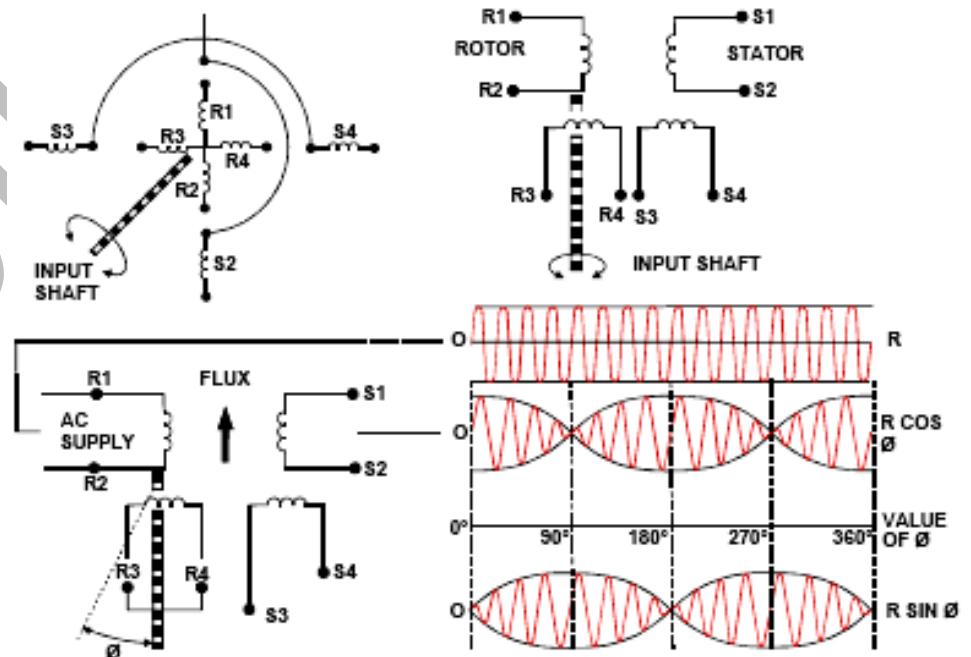 R1
S3
R3
R4
S4
R2
S2
INPUT
SHAFT
R1
S1
ROTOR
STATOR
R2
S2
R3
R4
S3
S4
INPUT SHAFT
R1
FLUX
S1
AC
SUPPLY
R2
S2
R3
R4
S4
S3
Ø
O
R
O
R COS
Ø
0°
90°
180°
270°
360°
VALUE
OF Ø
O
R SIN Ø